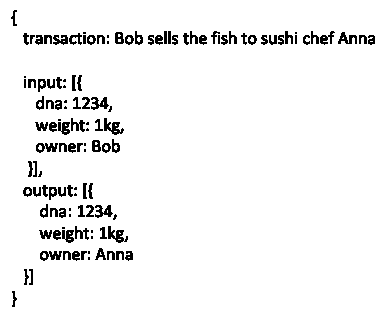 {
transaction: Bob sells the fish to sushi chef Anna
input: [{
dna: 1234,
weight: 1kg,
owner: Bob
}],
output: [{
dna: 1234,
weight: 1kg,
owner: Anna
}]
}